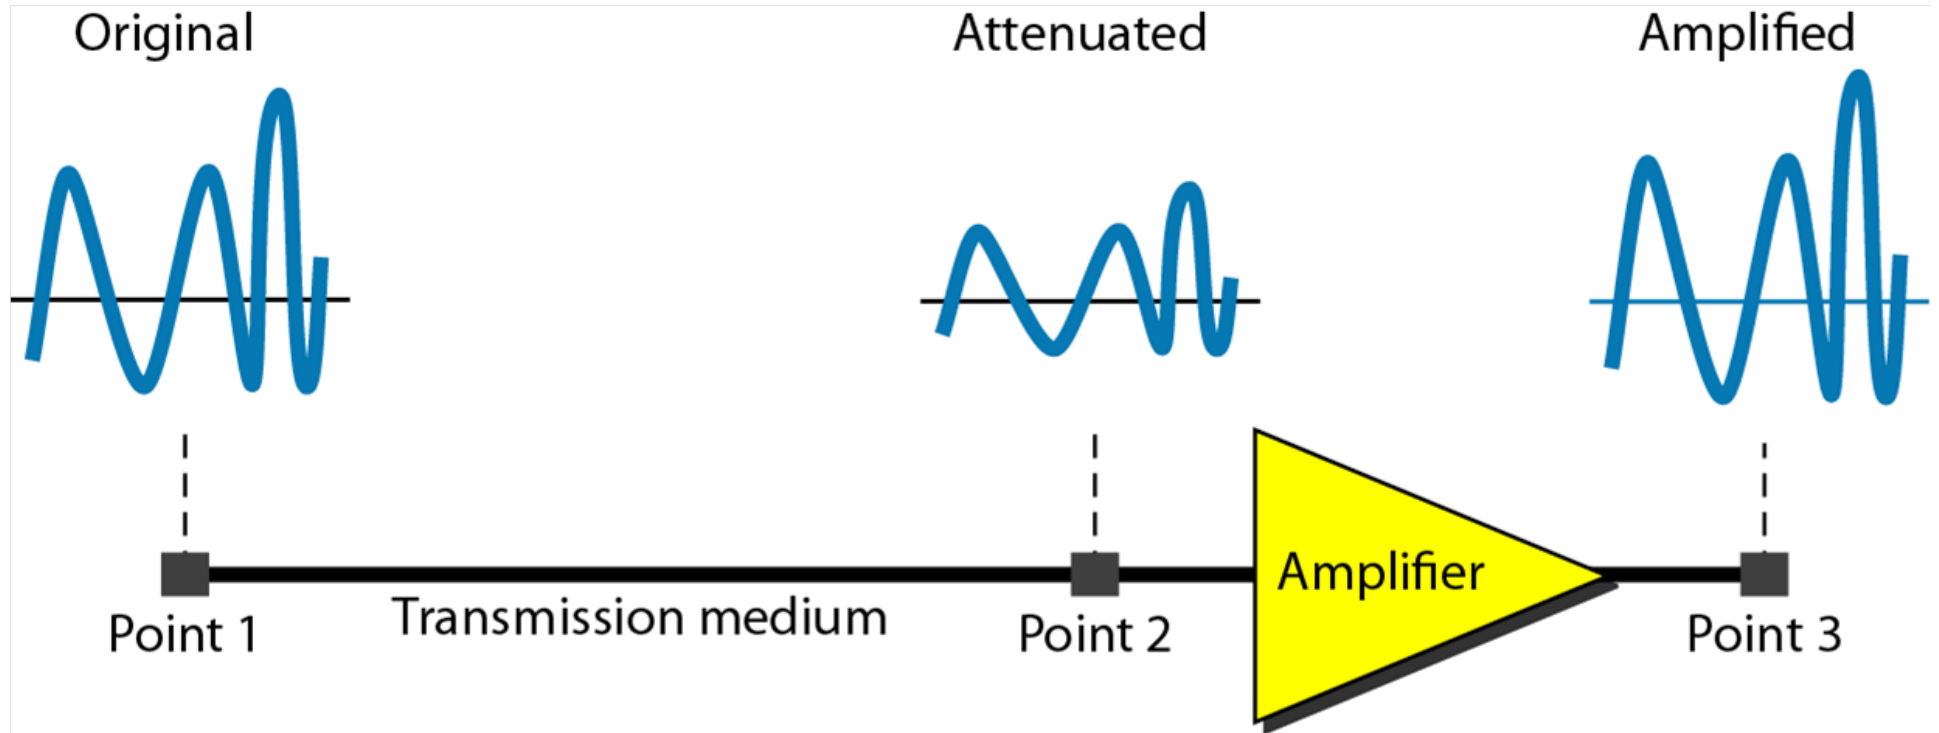 Original
Attenuated
Amplified
Amplifier
Transmission medium
Point 1
Point 2
Point 3